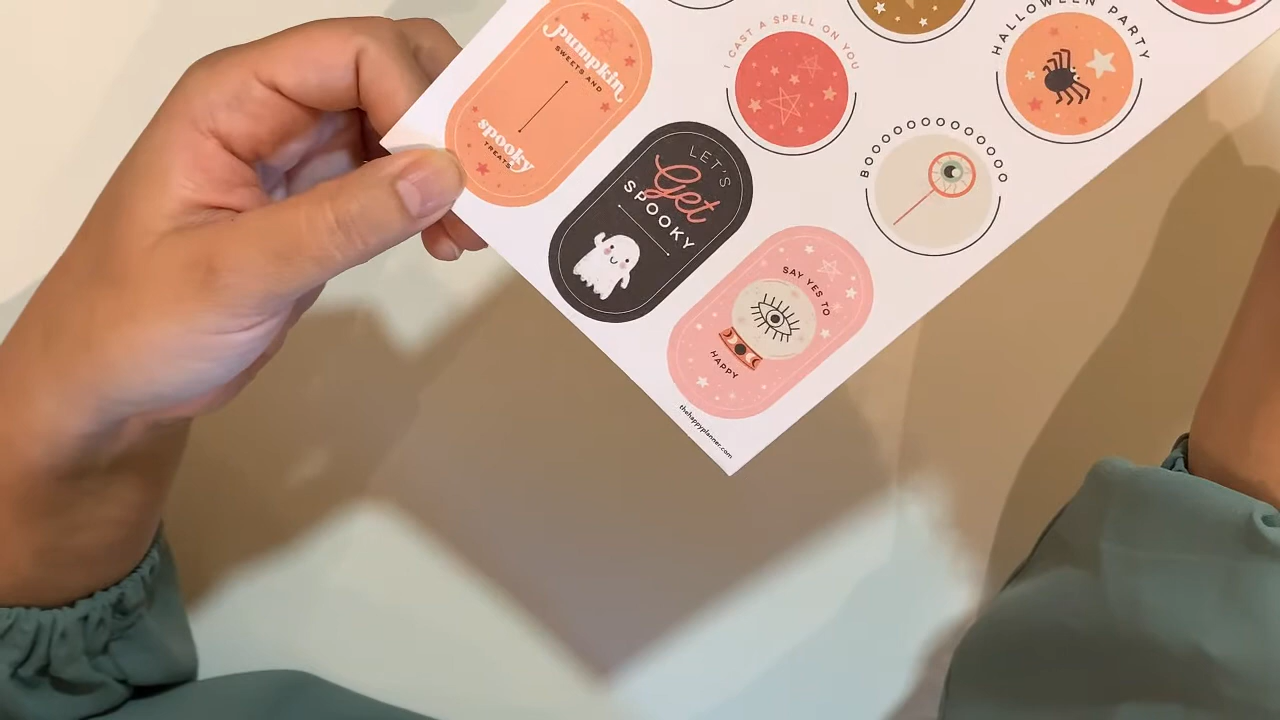 pumpkin
SWEETS AND
spooky
TREATS
LET'S
Get
SPOOKY
SAY YES TO
HAPPY
I CAST A SPELL ON YOU
HALLOWEEN PARTY
BOOOOOOOOOOOO
thehappyplanner.com